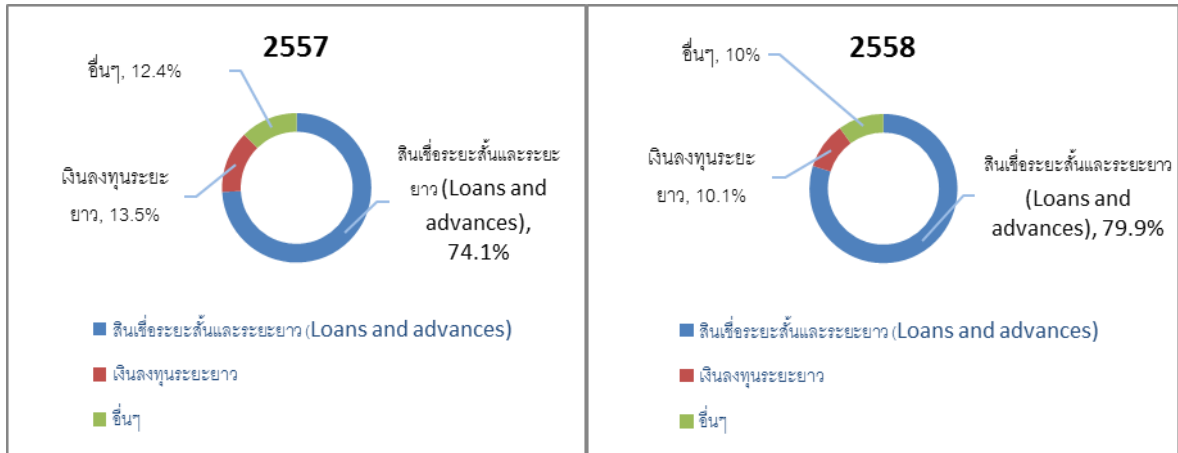 2557
อื่นๆ, 12.4%
เงินลงทุนระยะ
ยาว, 13.5%
สินเชื่อระยะสั้นและระยะ
ยาว (Loans and
advances),
74.1%
สินเชื่อระยะสั้นและระยะยาว (Loans and advances)
เงินลงทุนระยะยาว
อื่นๆ
2558
อื่นๆ, 10%
เงินลงทุนระยะ
ยาว, 10.1%
สินเชื่อระยะสั้นและระยะยาว
(Loans and
advances), 79.9%
สินเชื่อระยะสั้นและระยะยาว (Loans and advances)
เงินลงทุนระยะยาว
อื่นๆ